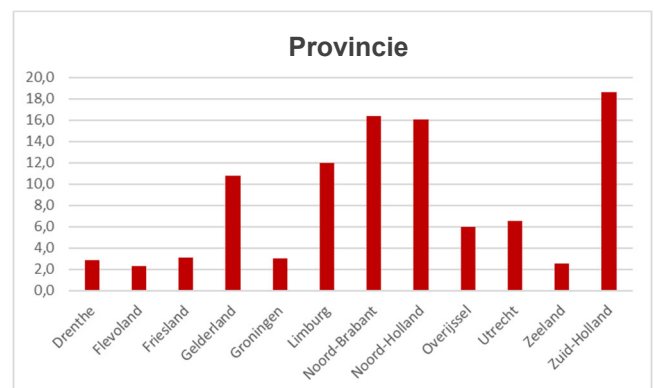 Provincie
20,0
18,0
16,0
14,0
12,0
10,0
8,0
6,0
4,0
2,0
0,0
Drenthe
Flevoland
Friesland
Gelderland
Groningen
Limburg
Noord-Brabant
Noord-Holland
Overijssel
Utrecht
Zeeland
Zuid-Holland